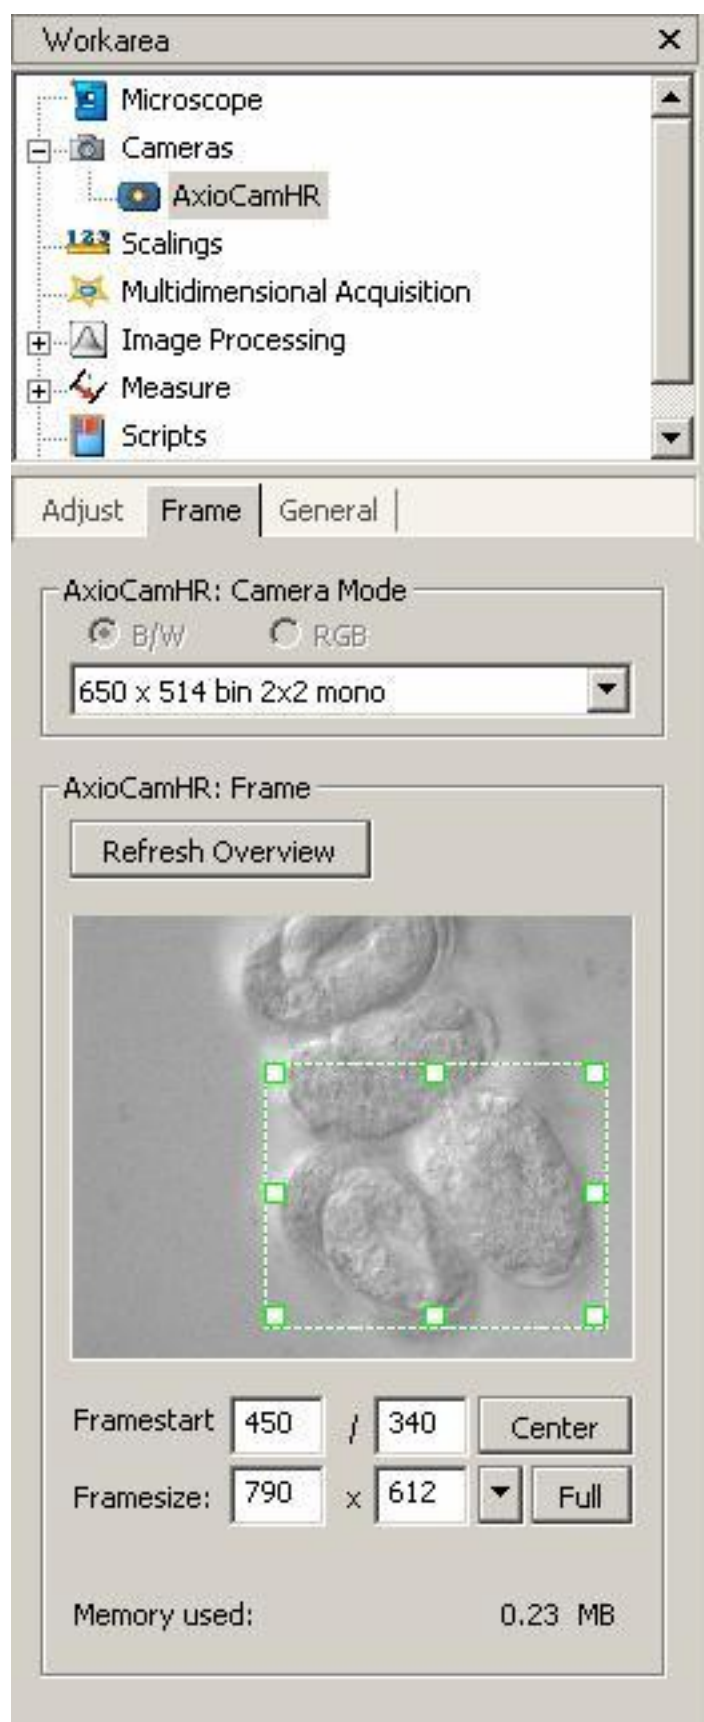 Workarea
Microscope
Cameras
AxioCamHR
123 Scalings
Multidimensional Acquisition
Image Processing
Measure
Scripts
Adjust Frame General
AxioCamHR: Camera Mode
B/W RGB
650 x 514 bin 2x2 mono
AxioCamHR: Frame
Refresh Overview
Framestart 450 / 340 Center
Framesize: 790 x 612 Full
Memory used: 0.23 MB